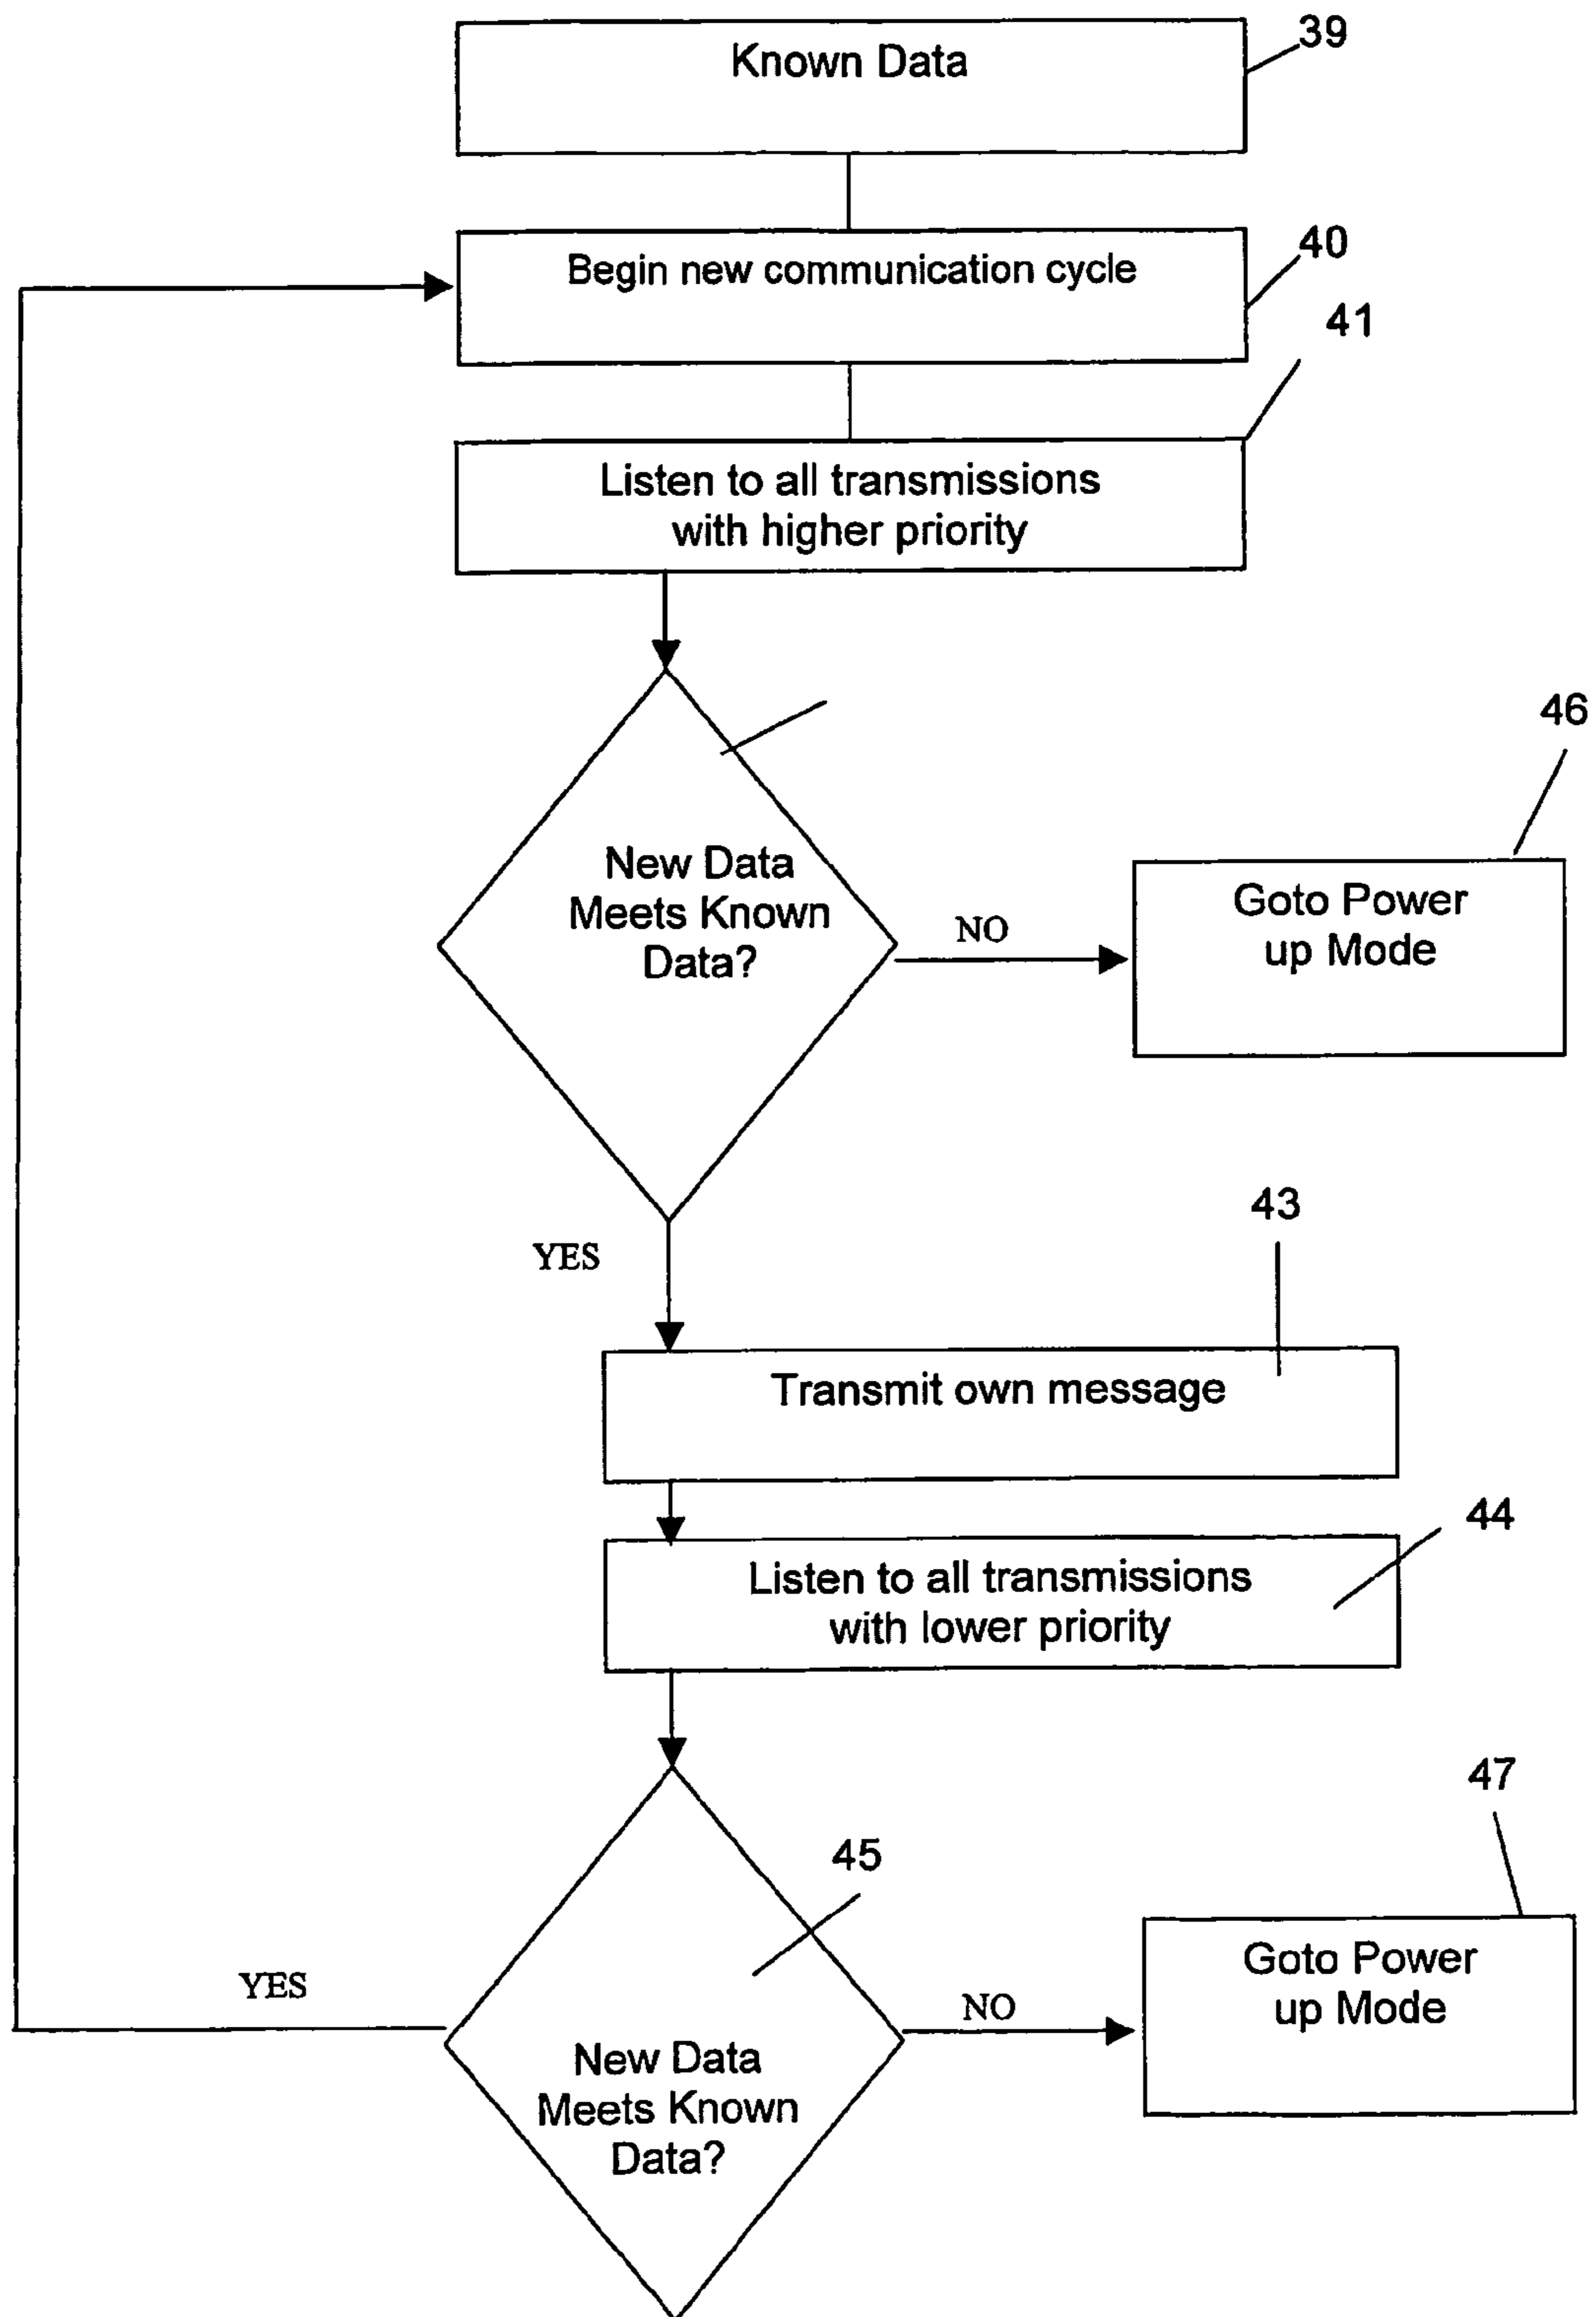 Known Data
39
Begin new communication cycle
40
41
Listen to all transmissions
with higher priority
46
New Data
Meets Known
Data?
NO
Goto Power
up Mode
YES
43
Transmit own message
44
Listen to all transmissions
with lower priority
47
45
YES
NO
Goto Power
up Mode
New Data
Meets Known
Data?